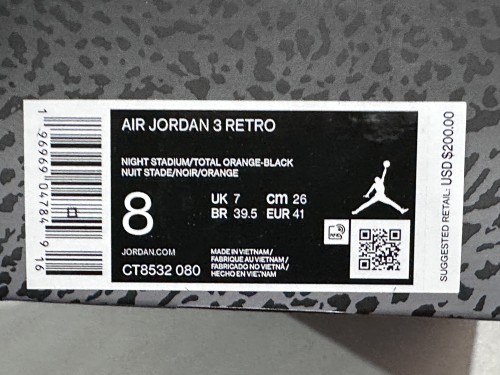 AIR JORDAN 3 RETRO
NIGHT STADIUM/TOTAL ORANGE-BLACK
NUIT STADE/NOIR/ORANGE
8
UK 7 cm 26
BR 39.5 EUR 41
JORDAN.COM
CT8532 080
MADE IN VIETNAM/
FABRIQUE AU VIETNAM/
FABRICADO NO VIETNÃ/
HECHO EN VIETNAM
1 96969 04784 9 16
SUGGESTED RETAIL: USD $200.00